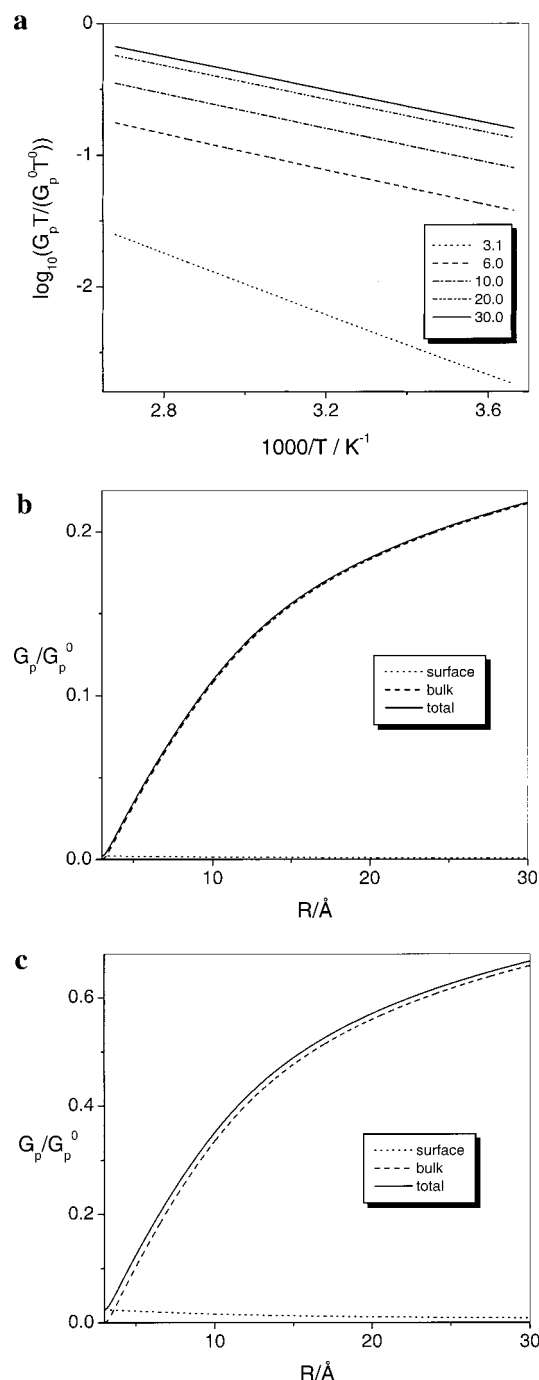 a
0
-1
-2
log10(GpT/(Gp0T0))
3.1
6.0
10.0
20.0
30.0
2.8 3.2 3.6
1000/T / K-1
b
0.2
0.1
0.0
Gp/Gp0
surface
bulk
total
10 20 30
R/Å
c
0.6
0.4
0.2
0.0
Gp/Gp0
surface
bulk
total
10 20 30
R/Å